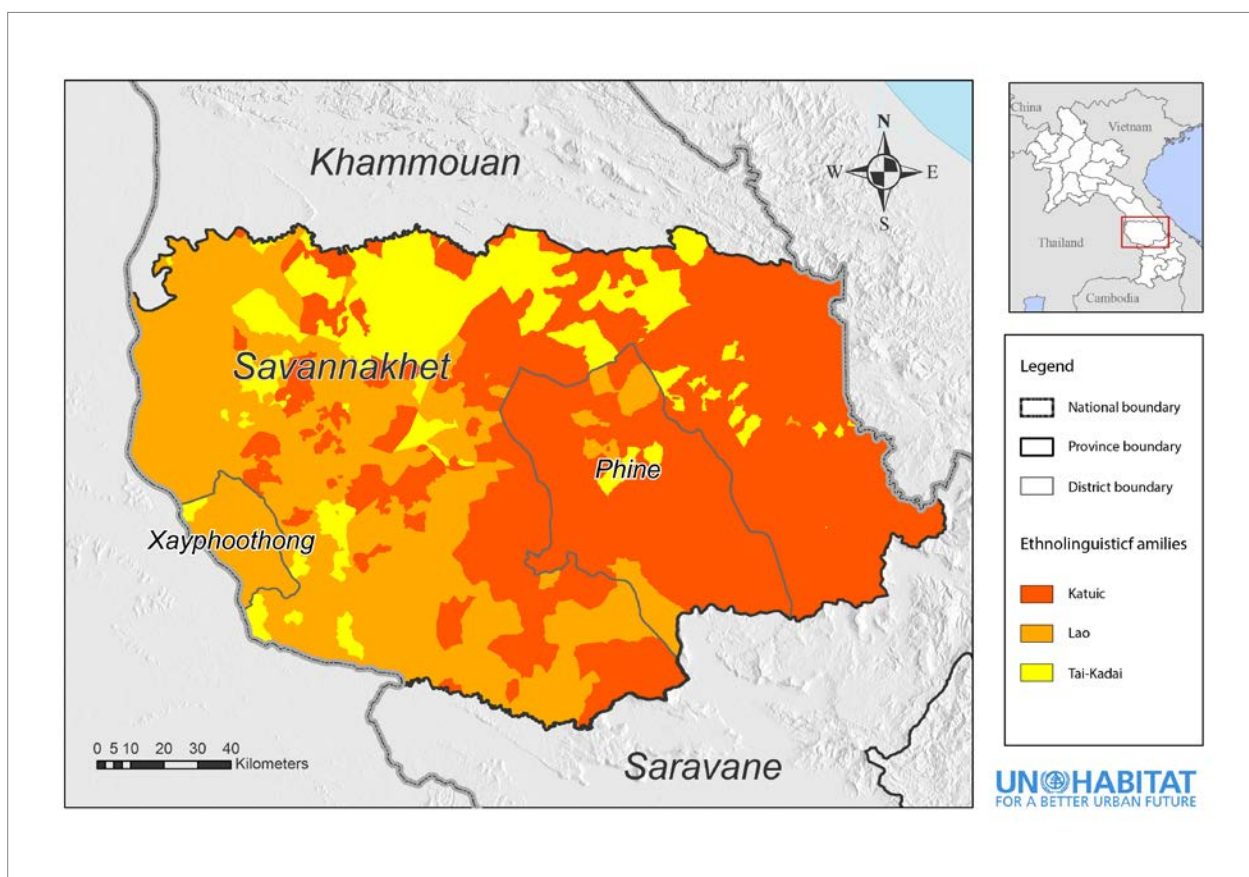 Khammouan
N
W
E
S
Savannakhet
Phine
Xayphoothong
Saravane
0 5 10 20 30 40
Kilometers
China
Vietnam
Thailand
Cambodia
Legend
National boundary
Province boundary
District boundary
Ethnolinguisticf amilies
Katuic
Lao
Tai-Kadai
UN HABITAT
FOR A BETTER URBAN FUTURE